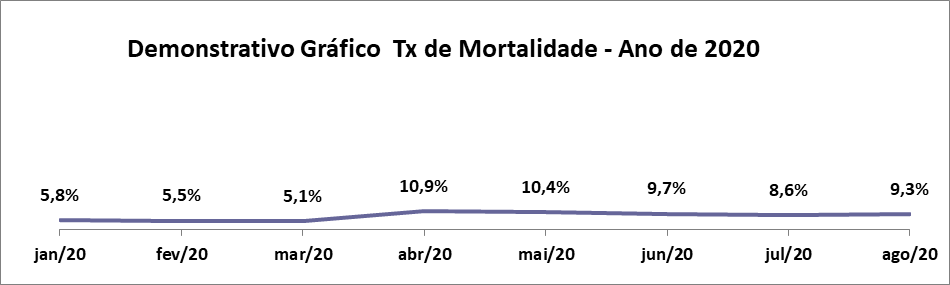 Demonstrativo Gráfico  Tx de Mortalidade - Ano de 2020
5,8% 5,5% 5,1% 10,9% 10,4% 9,7% 8,6% 9,3%
jan/20 fev/20 mar/20 abr/20 mai/20 jun/20 jul/20 ago/20